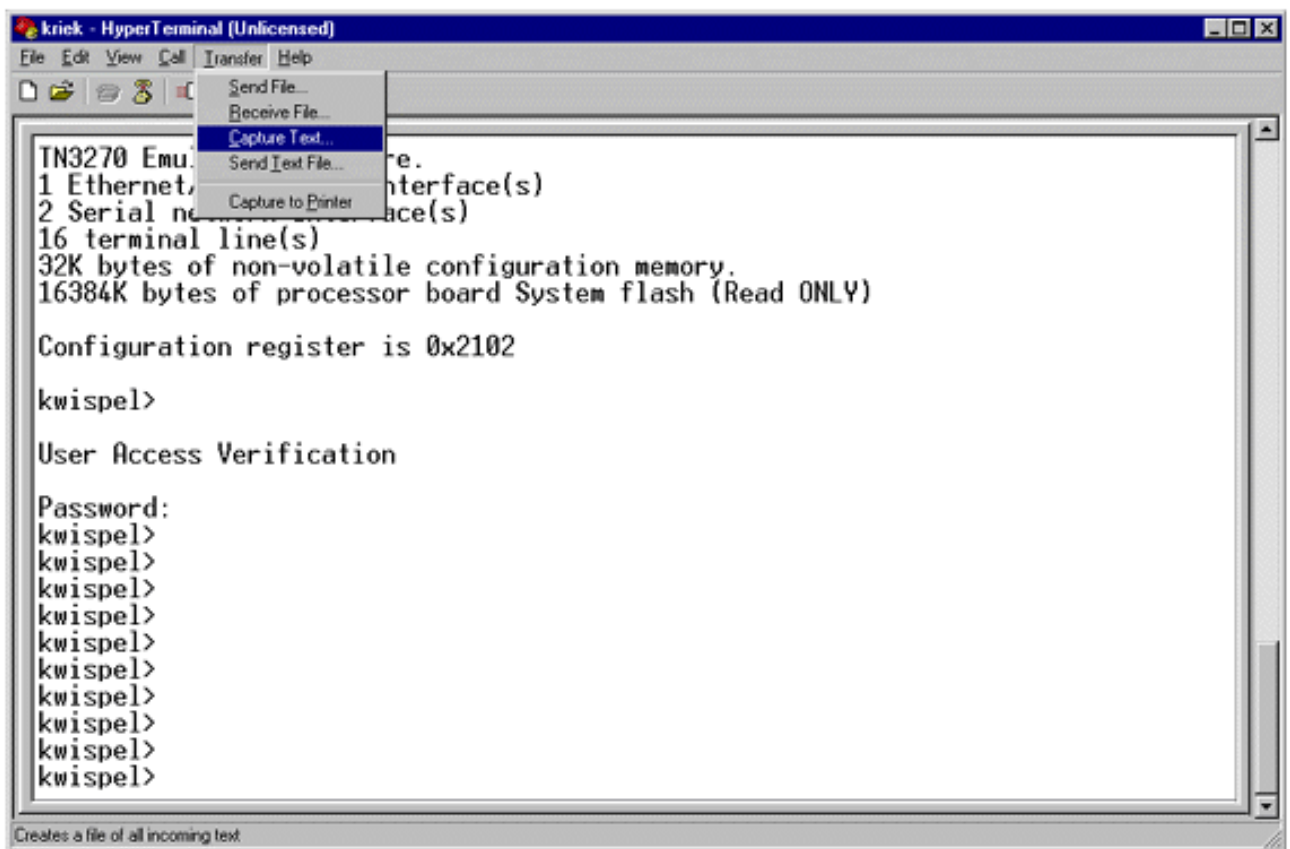 kriek - HyperTerminal (Unlicensed)
File Edit View Call Transfer Help
Send File...
Receive File...
Capture Text...
Send Text File...
Capture to Printer
TN3270 Emu re.
1 Ethernet nterface(s)
2 Serial ace(s)
16 terminal line(s)
32K bytes of non-volatile configuration memory.
16384K bytes of processor board System flash (Read ONLY)
Configuration register is 0x2102
kwispel>
User Access Verification
Password:
kwispel>
kwispel>
kwispel>
kwispel>
kwispel>
kwispel>
kwispel>
kwispel>
kwispel>
kwispel>
Creates a file of all incoming text